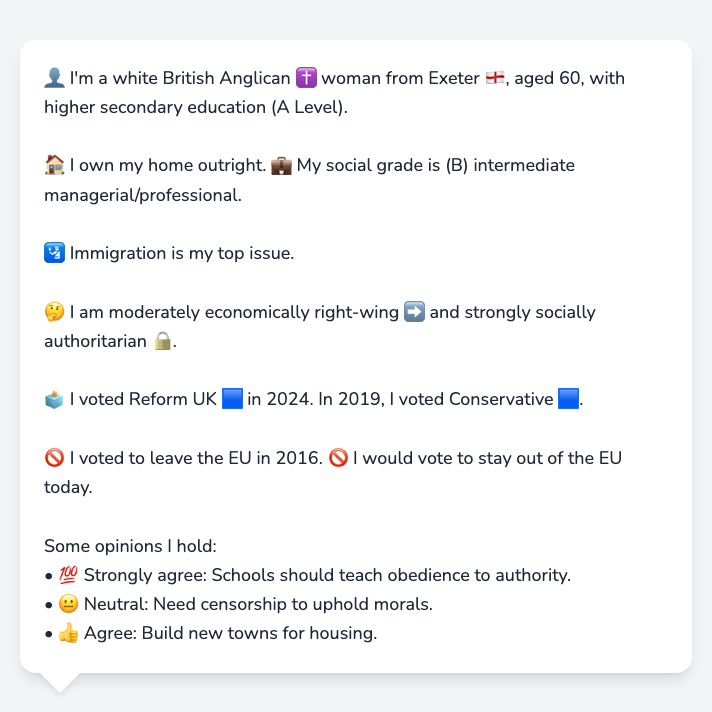 👤 I'm a white British Anglican ✝️ woman from Exeter 🏴󠁧󠁢󠁥󠁮󠁧󠁿, aged 60, with
higher secondary education (A Level).
🏠 I own my home outright. 💼 My social grade is (B) intermediate
managerial/professional.
🛂 Immigration is my top issue.
🤔 I am moderately economically right-wing ➡️ and strongly socially
authoritarian 🔒.
🗳️ I voted Reform UK 🟦 in 2024. In 2019, I voted Conservative 🟦.
🚫 I voted to leave the EU in 2016. 🚫 I would vote to stay out of the EU
today.
Some opinions I hold:
• 💯 Strongly agree: Schools should teach obedience to authority.
• 😐 Neutral: Need censorship to uphold morals.
• 👍 Agree: Build new towns for housing.